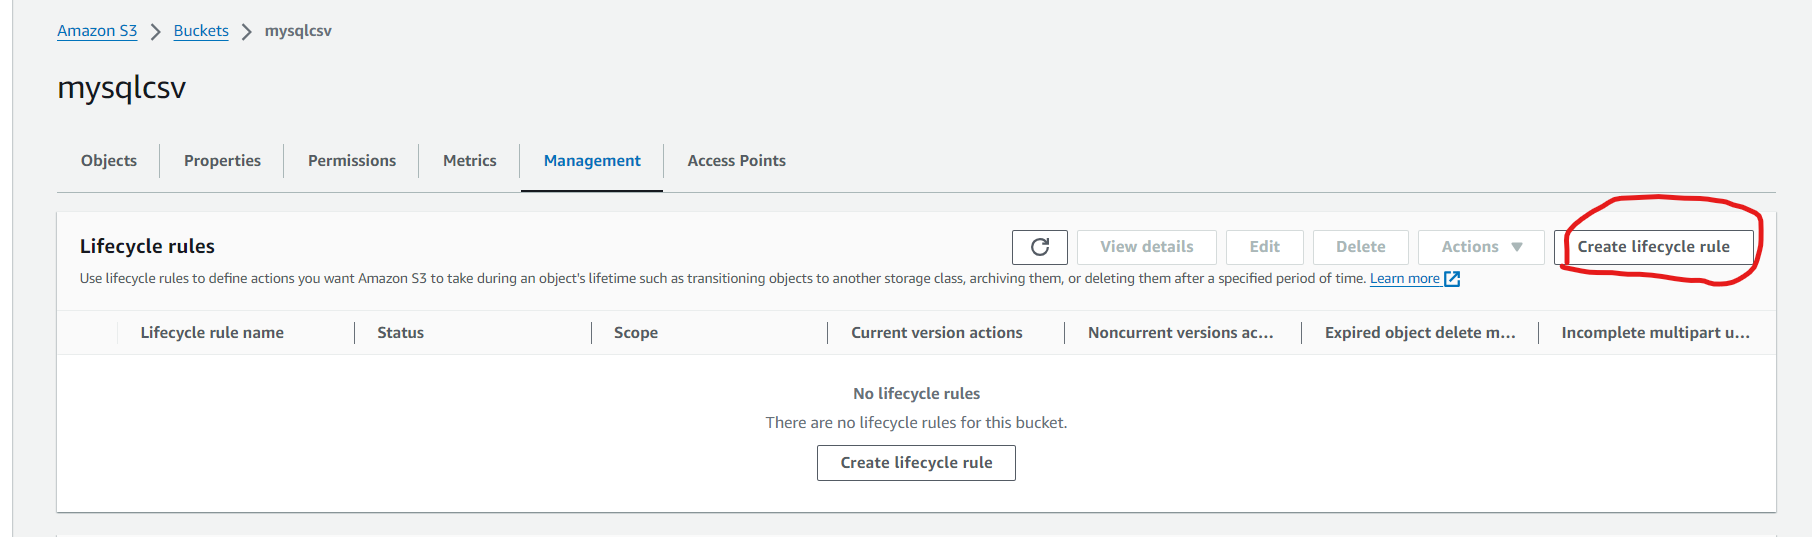 Amazon S3 > Buckets > mysqlcsv
mysqlcsv
Objects Properties Permissions Metrics Management Access Points
Lifecycle rules View details Edit Delete Actions Create lifecycle rule
Use lifecycle rules to define actions you want Amazon S3 to take during an object's lifetime such as transitioning objects to another storage class, archiving them, or deleting them after a specified period of time. Learn more
Lifecycle rule name Status Scope Current version actions Noncurrent versions ac... Expired object delete m... Incomplete multipart u...
No lifecycle rules
There are no lifecycle rules for this bucket.
Create lifecycle rule